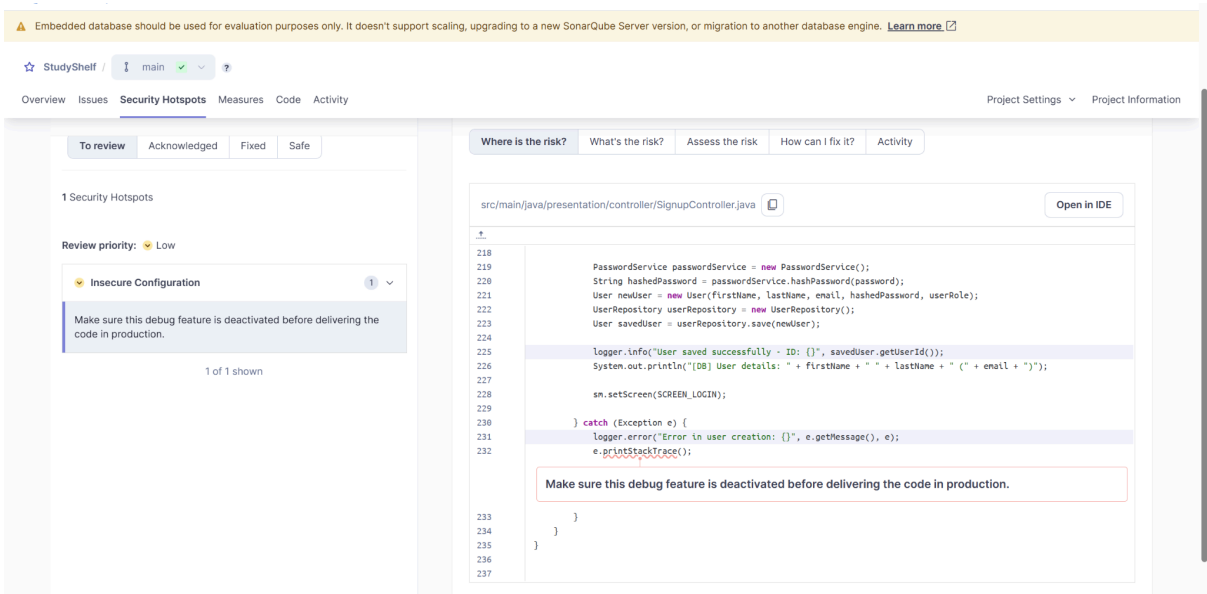 Embedded database should be used for evaluation purposes only. It doesn't support scaling, upgrading to a new SonarQube Server version, or migration to another database engine. Learn more
StudyShelf / main ?
Overview Issues Security Hotspots Measures Code Activity Project Settings Project Information
To review Acknowledged Fixed Safe
1 Security Hotspots
Review priority: Low
Insecure Configuration 1
Make sure this debug feature is deactivated before delivering the
code in production.
1 of 1 shown
Where is the risk? What's the risk? Assess the risk How can I fix it? Activity
src/main/java/presentation/controller/SignupController.java Open in IDE
218
219 PasswordService passwordService = new PasswordService();
220 String hashedPassword = passwordService.hashPassword(password);
221 User newUser = new User(firstName, lastName, email, hashedPassword, userRole);
222 UserRepository userRepository = new UserRepository();
223 User savedUser = userRepository.save(newUser);
224
225 logger.info("User saved successfully - ID: {}", savedUser.getUserId());
226 System.out.println("[DB] User details: " + firstName + " " + lastName + " (" + email + ")");
227
228 sm.setScreen(SCREEN_LOGIN);
229
230 } catch (Exception e) {
231 logger.error("Error in user creation: {}", e.getMessage(), e);
232 e.printStackTrace();
Make sure this debug feature is deactivated before delivering the code in production.
233 }
234 }
235 }
236
237